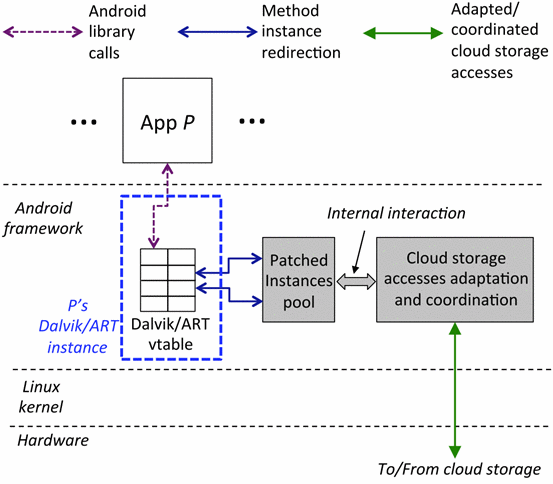 Android
library
calls
Method
instance
redirection
Adapted/
coordinated
cloud storage
accesses
...
App P
...
Android
framework
Internal interaction
Patched
Instances
pool
Cloud storage
accesses adaptation
and coordination
P's
Dalvik/ART
instance
Dalvik/ART
vtable
Linux
kernel
Hardware
To/From cloud storage